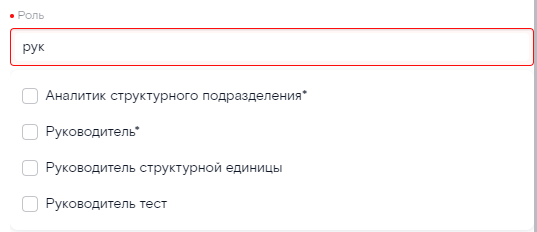 Роль
рук
Аналитик структурного подразделения*
Руководитель*
Руководитель структурной единицы
Руководитель тест